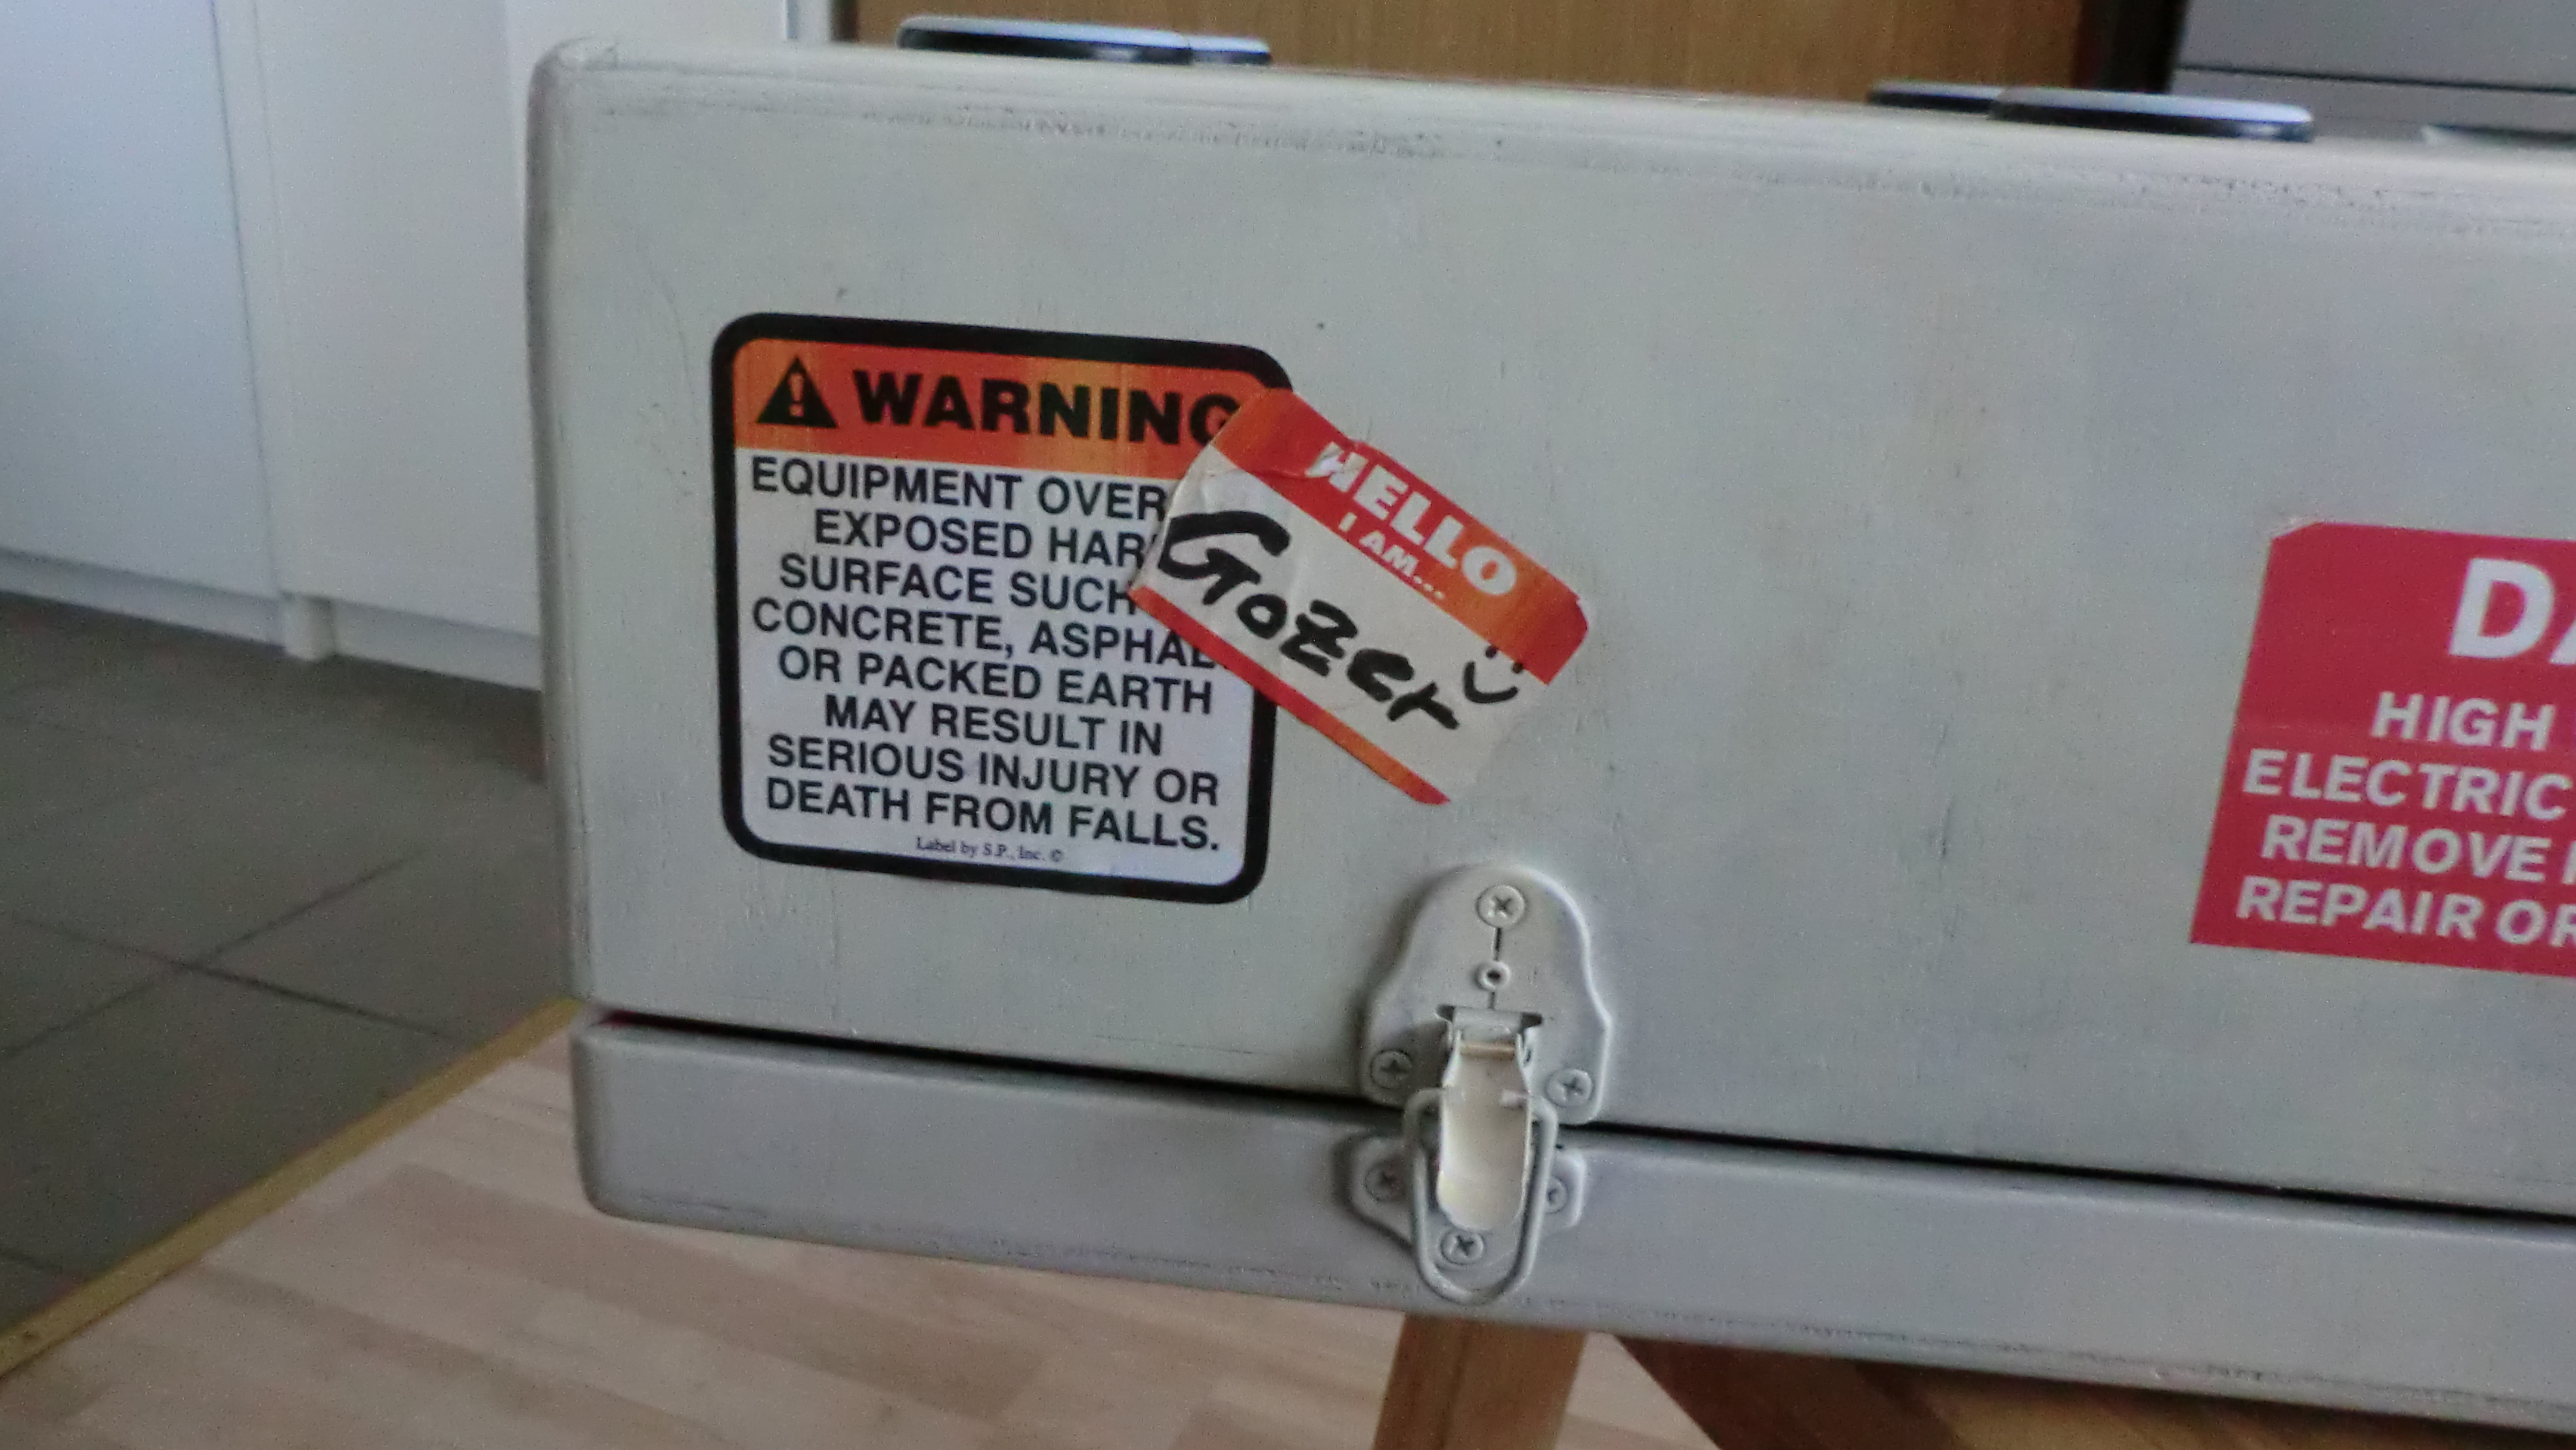 WARNING
EQUIPMENT OVER
EXPOSED HAR
SURFACE SUCH
CONCRETE, ASPHAL
OR PACKED EARTH
MAY RESULT IN
SERIOUS INJURY OR
DEATH FROM FALLS.
Label by S.P., Inc. ©
HELLO
I AM...
GoZer :)
DA
HIGH
ELECTRIC
REMOVE
REPAIR OR